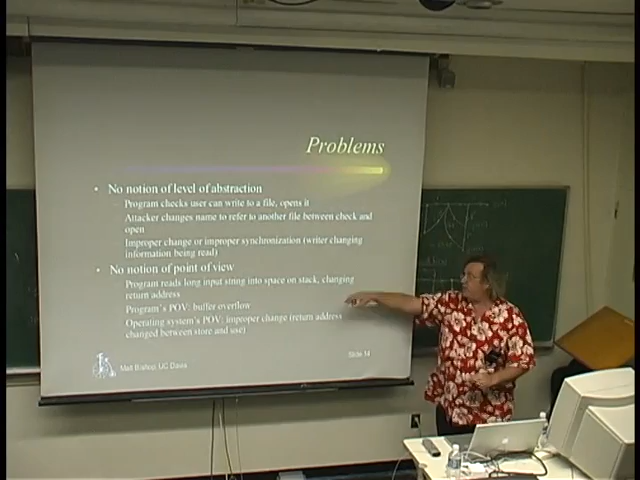 Problems
• No notion of level of abstraction
– Program checks user can write to a file, opens it
Attacker changes name to refer to another file between check and
open
Improper change or improper synchronization (writer changing
information being read)
• No notion of point of view
Program reads long input string into space on stack, changing
return address
Program's POV: buffer overflow
Operating system's POV: improper change (return address
changed between store and use)
Matt Bishop, UC Davis
Slide 14